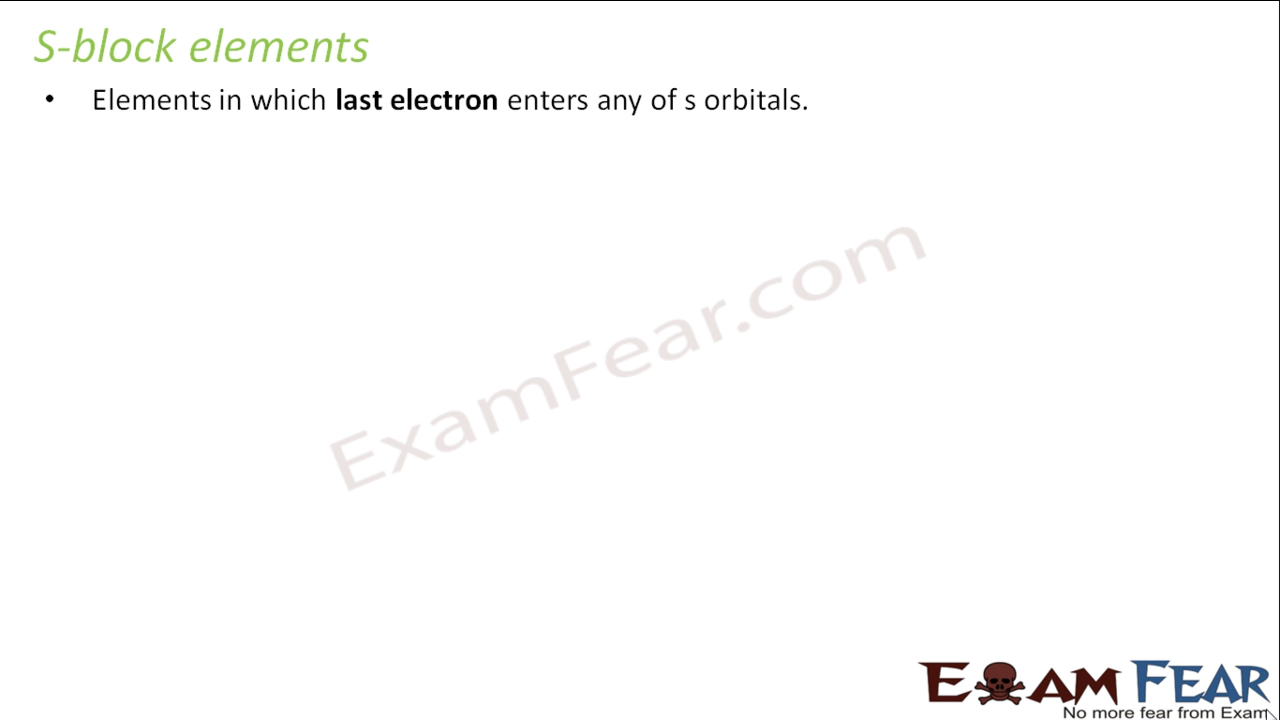 S-block elements
• Elements in which last electron enters any of s orbitals.
ExamFear.com
EXAM FEAR
No more fear from Exam